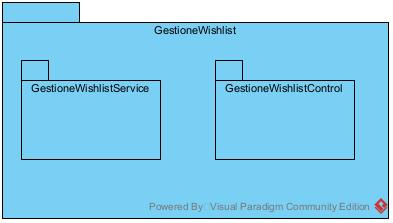 GestioneWishlist
GestioneWishlistService
GestioneWishlistControl
Powered By Visual Paradigm Community Edition